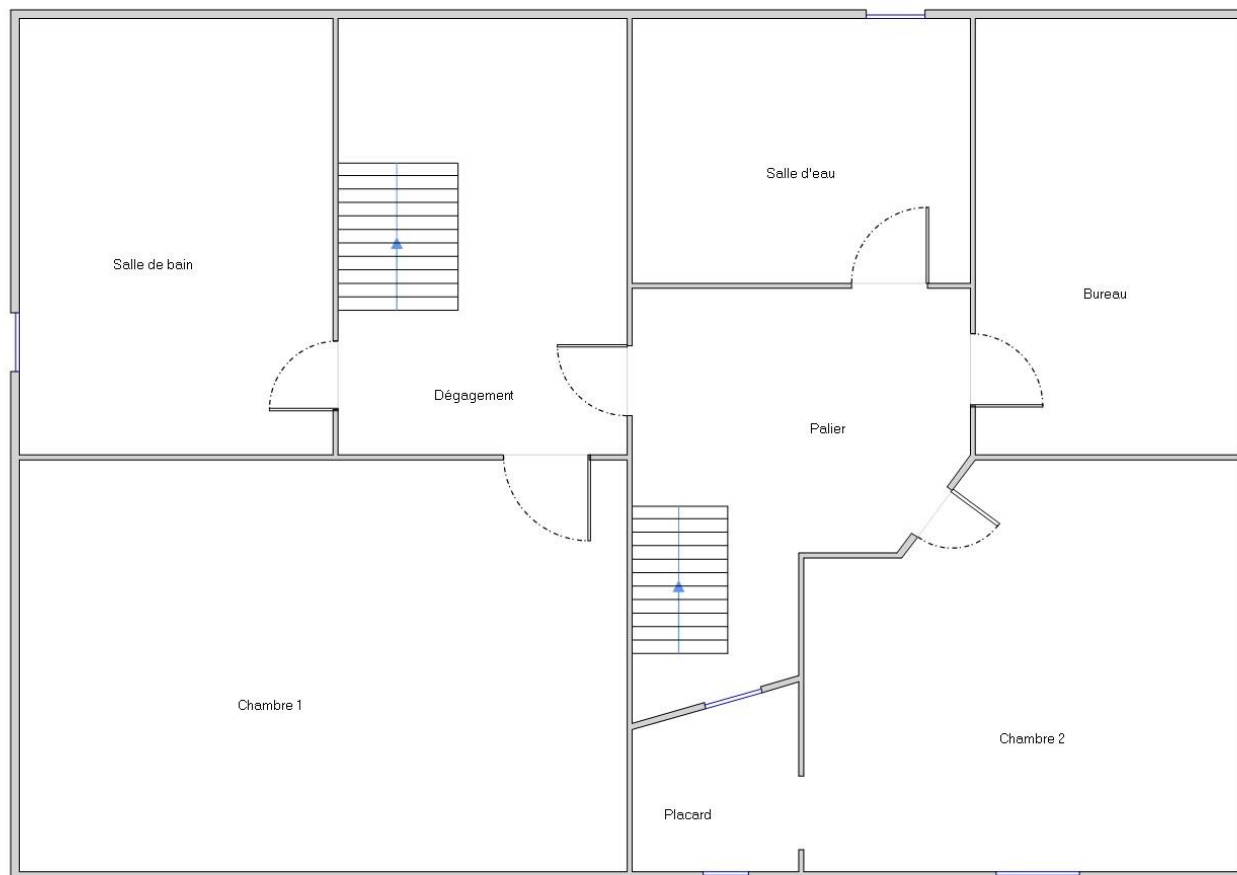 Salle d'eau
Salle de bain
Bureau
Dégagement
Palier
Chambre 1
Chambre 2
Placard